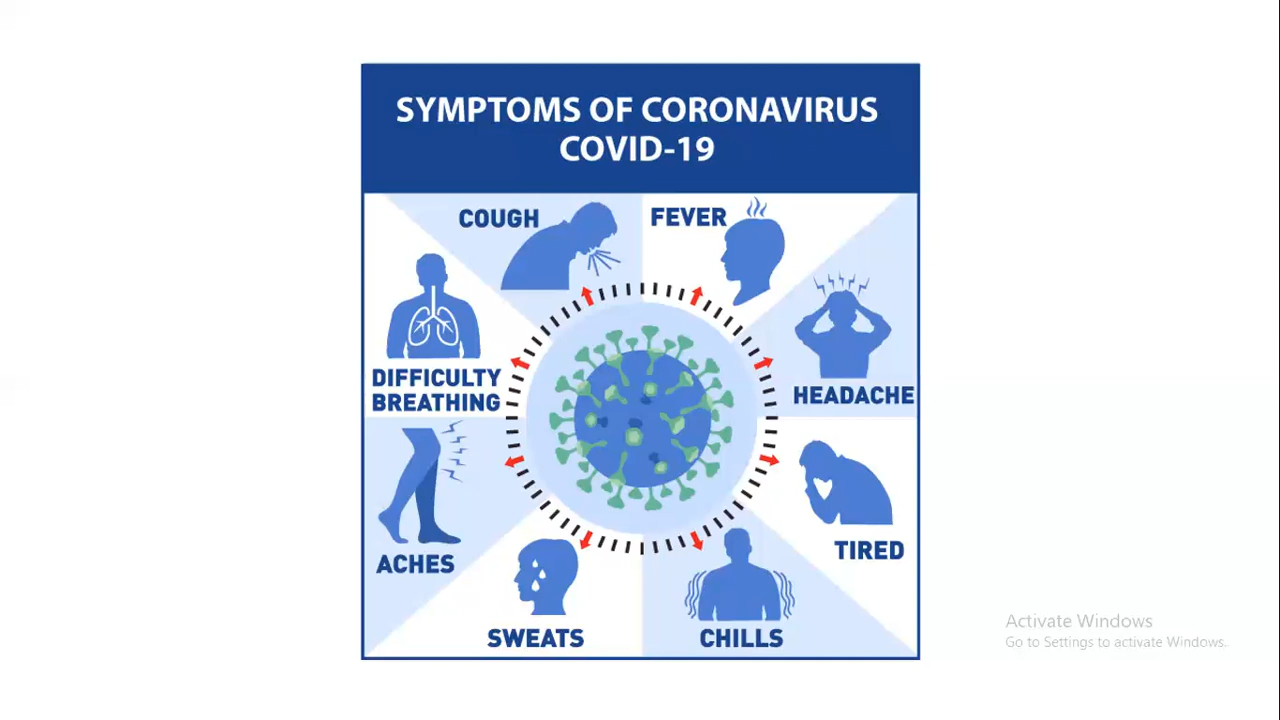 SYMPTOMS OF CORONAVIRUS
COVID-19
COUGH
FEVER
DIFFICULTY
BREATHING
HEADACHE
ACHES
TIRED
SWEATS
CHILLS
Activate Windows
Go to Settings to activate Windows.